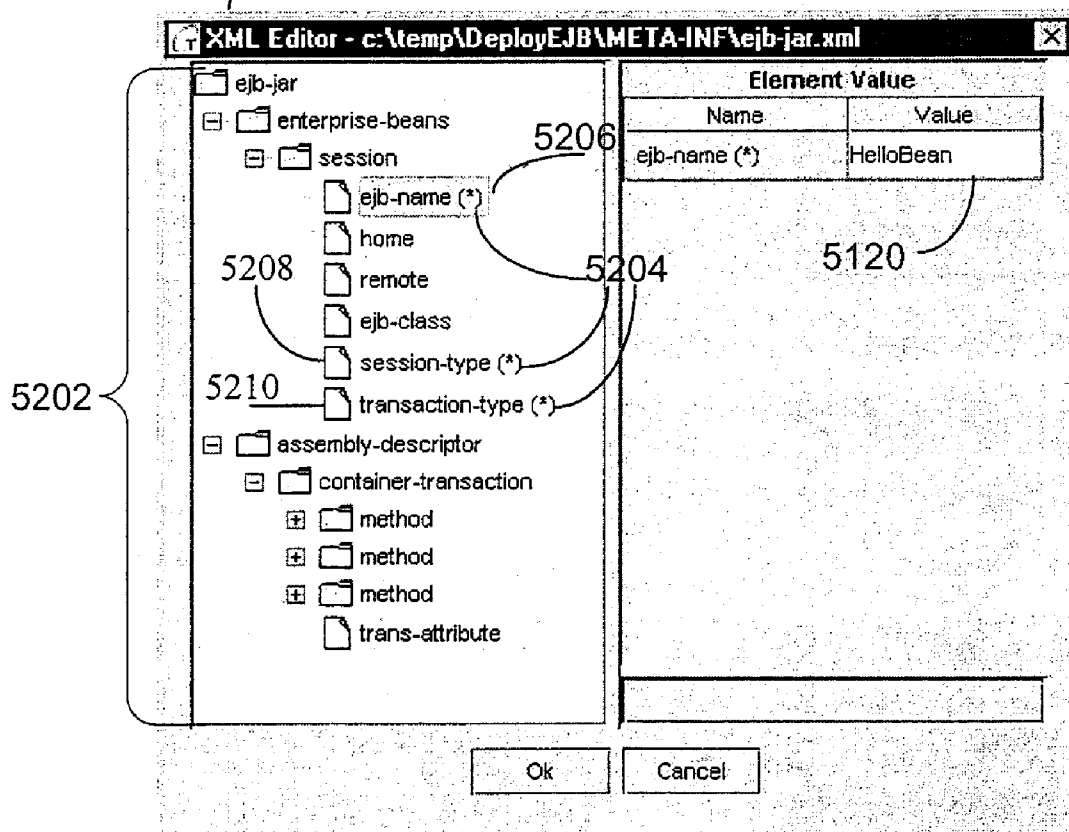 XML Editor - c:\temp\DeployEJB\META-INF\ejb-jar.xml
ejb-jar
enterprise-beans
session
ejb-name (*)
home
remote
ejb-class
session-type (*)
transaction-type (*)
assembly-descriptor
container-transaction
method
method
method
trans-attribute
Element Value
Name Value
ejb-name (*) HelloBean
5206
5204
5120
5208
5210
5202
Ok Cancel